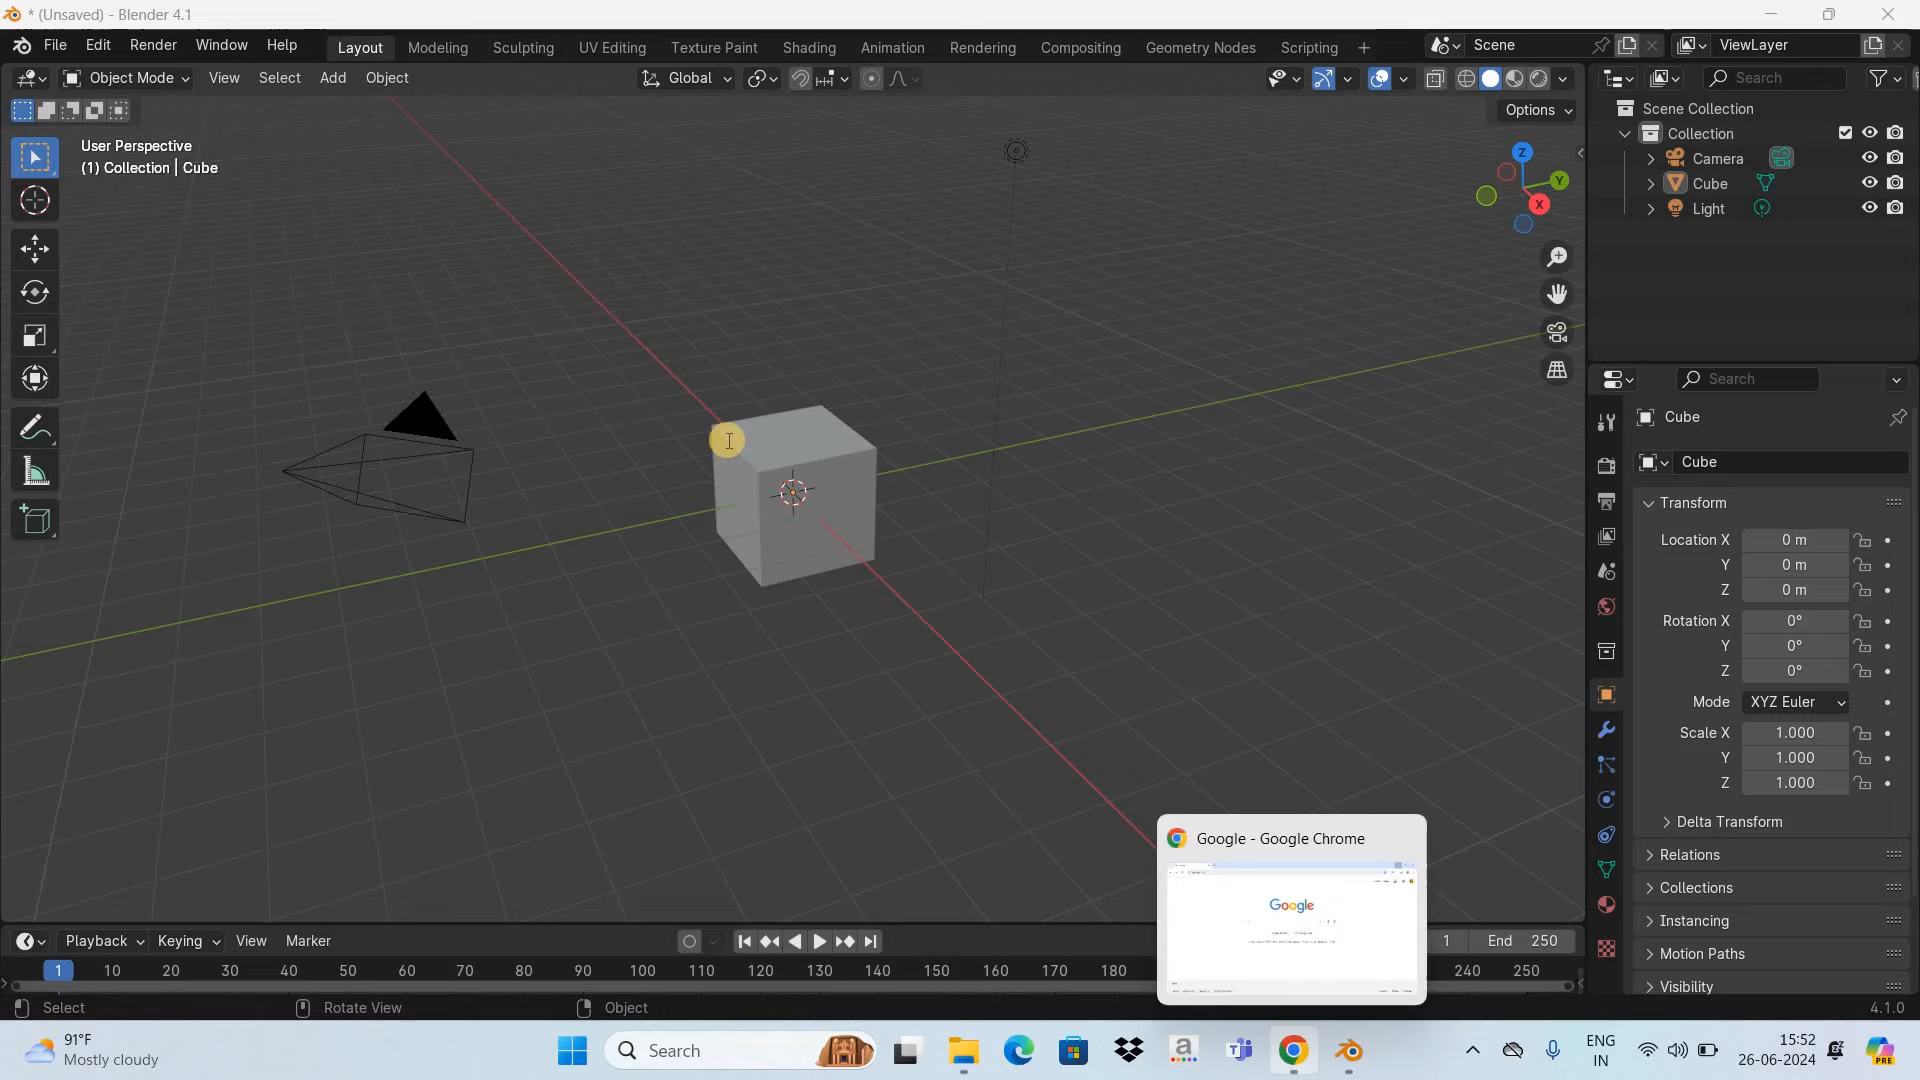 * (Unsaved) - Blender 4.1
File Edit Render Window Help Layout Modeling Sculpting UV Editing Texture Paint Shading Animation Rendering Compositing Geometry Nodes Scripting + Scene ViewLayer
Object Mode View Select Add Object Global Search
Options
User Perspective
(1) Collection | Cube
Z
Y
X
Scene Collection
Collection
Camera
Cube
Light
Search
Cube
Cube
Transform
Location X 0 m
Y 0 m
Z 0 m
Rotation X 0°
Y 0°
Z 0°
Mode XYZ Euler
Scale X 1.000
Y 1.000
Z 1.000
Delta Transform
Relations
Collections
Instancing
Motion Paths
Visibility
Google - Google Chrome
Google
Playback Keying View Marker 1 End 250
1 10 20 30 40 50 60 70 80 90 100 110 120 130 140 150 160 170 180 240 250
Select Rotate View Object 4.1.0
91°F
Mostly cloudy
Search
a
ENG
IN
15:52
26-06-2024
PRE